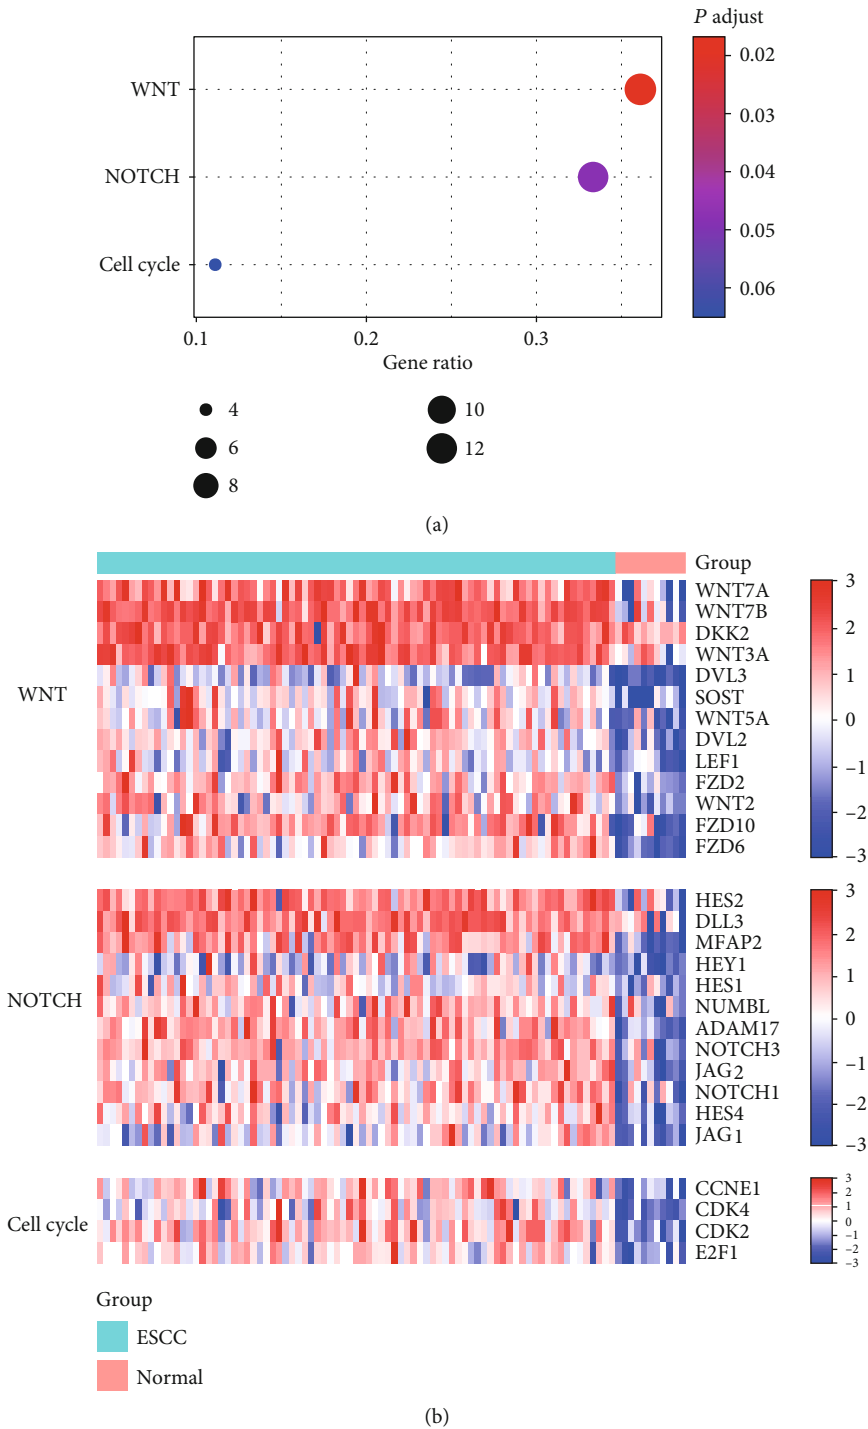 P adjust
WNT
NOTCH
Cell cycle
0.02
0.03
0.04
0.05
0.06
0.1
0.2
0.3
Gene ratio
4
10
6
12
8
(a)
Group
WNT
WNT7A
WNT7B
DKK2
WNT3A
DVL3
SOST
WNT5A
DVL2
LEF1
FZD2
WNT2
FZD10
FZD6
3
2
1
0
−1
−2
−3
NOTCH
HES2
DLL3
MFAP2
HEY1
HES1
NUMBL
ADAM17
NOTCH3
JAG2
NOTCH1
HES4
JAG1
3
2
1
0
−1
−2
−3
Cell cycle
CCNE1
CDK4
CDK2
E2F1
3
2
1
0
−1
−2
−3
Group
ESCC
Normal
(b)